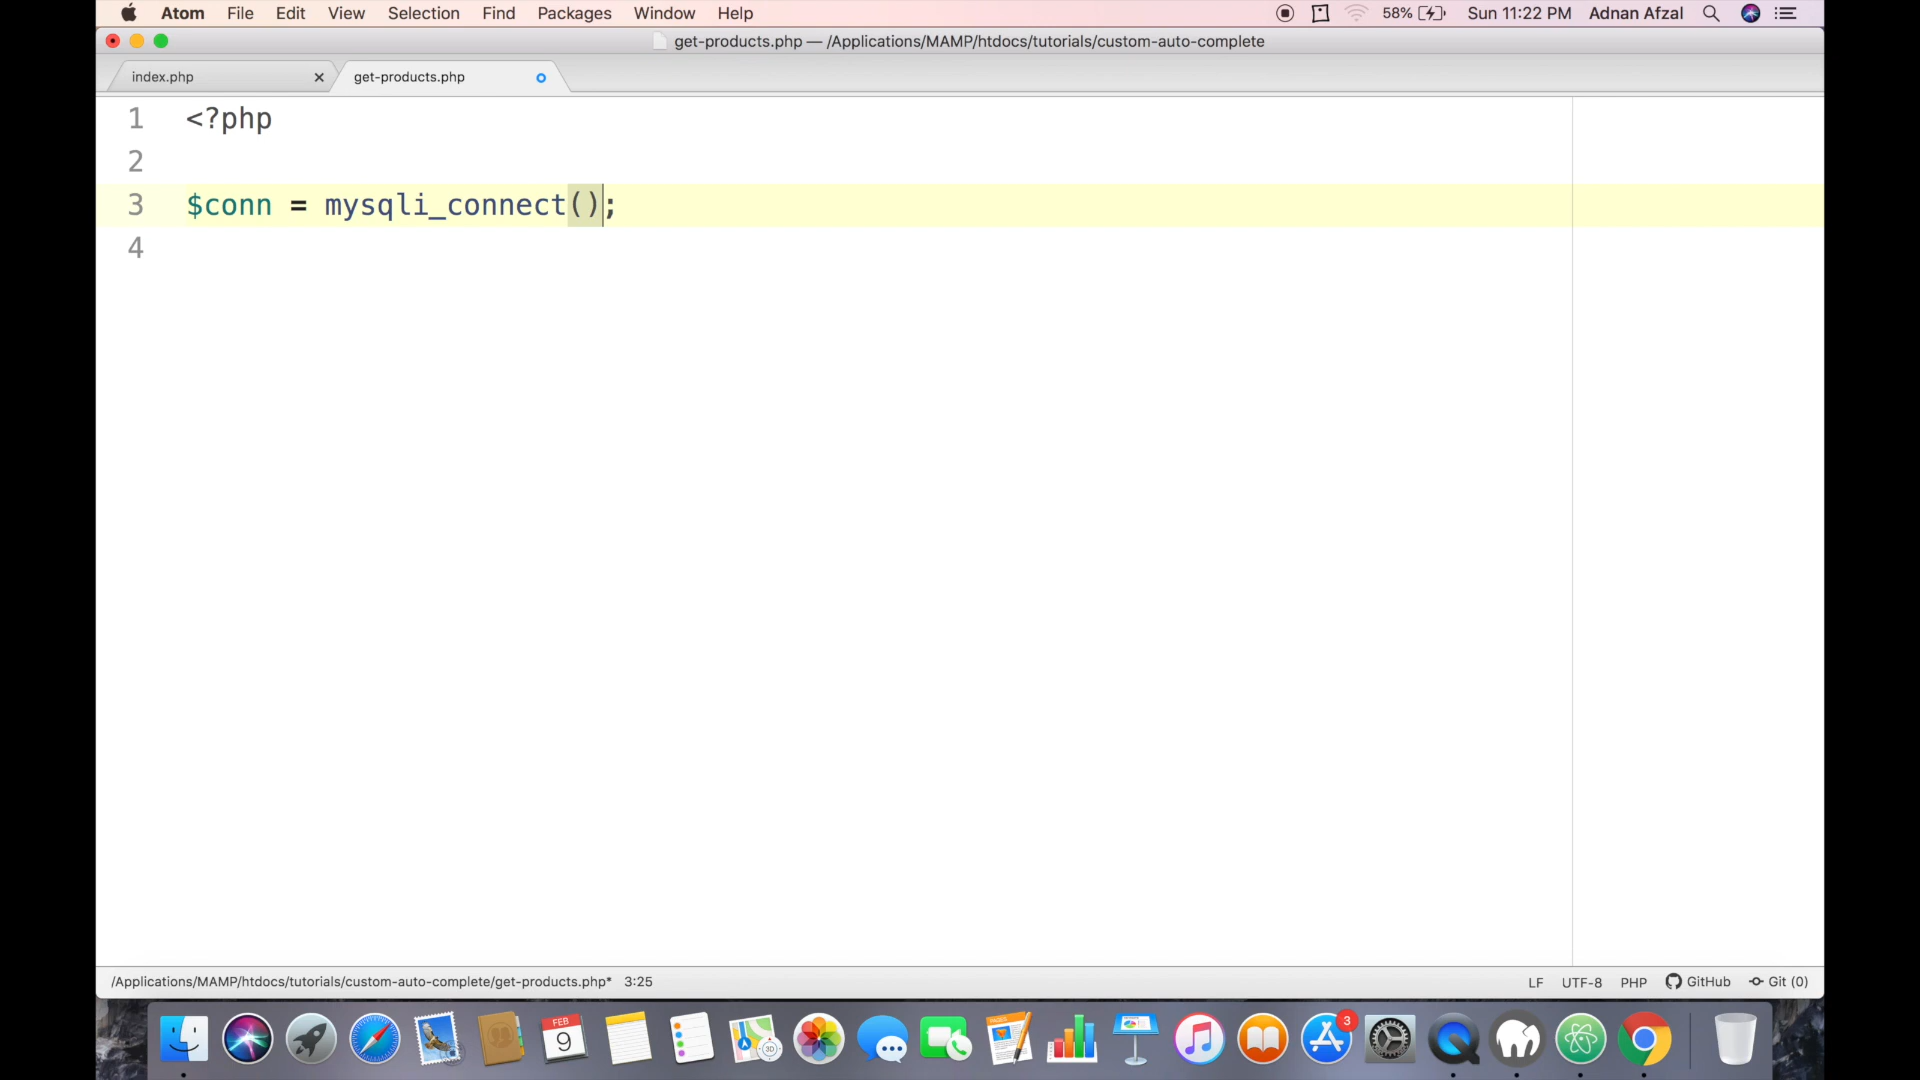 Atom File Edit View Selection Find Packages Window Help 58% Sun 11:22 PM Adnan Afzal
get-products.php — /Applications/MAMP/htdocs/tutorials/custom-auto-complete
index.php get-products.php
1 <?php
2
3 $conn = mysqli_connect();
4
/Applications/MAMP/htdocs/tutorials/custom-auto-complete/get-products.php* 3:25 LF UTF-8 PHP GitHub Git (0)
FEB
9
3D
3